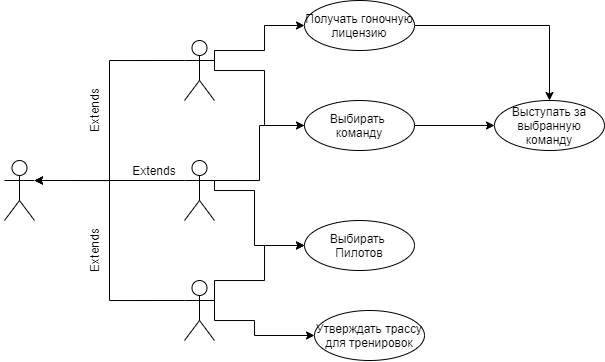 Получать гоночную
лицензию
Extends
Выбирать
команду
Выступать за
выбранную
команду
Extends
Extends
Выбирать
Пилотов
Утверждать трассу
для тренировок